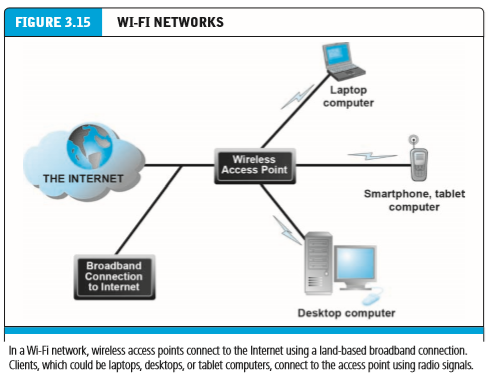 FIGURE 3.15 WI-FI NETWORKS
Laptop
computer
THE INTERNET
Wireless
Access Point
Smartphone, tablet
computer
Broadband
Connection
to Internet
Desktop computer
In a Wi-Fi network, wireless access points connect to the Internet using a land-based broadband connection.
Clients, which could be laptops, desktops, or tablet computers, connect to the access point using radio signals.